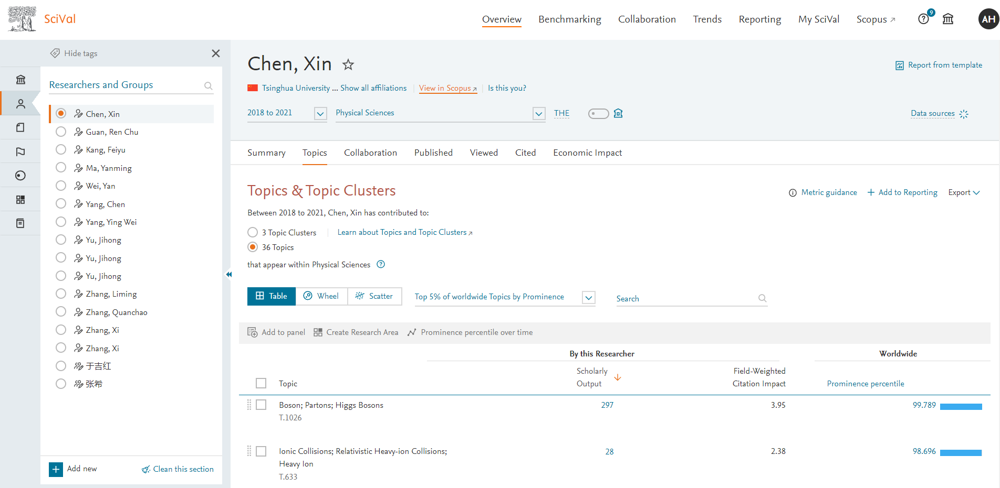 SciVal
Overview
Benchmarking
Collaboration
Trends
Reporting
My SciVal
Scopus
9
AH
Hide tags
Researchers and Groups
Chen, Xin
Guan, Ren Chu
Kang, Feiyu
Ma, Yanming
Wei, Yan
Yang, Chen
Yang, Ying Wei
Yu, Jihong
Yu, Jihong
Yu, Jihong
Zhang, Liming
Zhang, Quanchao
Zhang, Xi
Zhang, Xi
于吉红
张希
Add new
Clean this section
Chen, Xin
Report from template
Tsinghua University ... Show all affiliations
View in Scopus
Is this you?
2018 to 2021
Physical Sciences
THE
Data sources
Summary
Topics
Collaboration
Published
Viewed
Cited
Economic Impact
Topics & Topic Clusters
Metric guidance
Add to Reporting
Export
Between 2018 to 2021, Chen, Xin has contributed to:
3 Topic Clusters
Learn about Topics and Topic Clusters
36 Topics
that appear within Physical Sciences
Table
Wheel
Scatter
Top 5% of worldwide Topics by Prominence
Search
Add to panel
Create Research Area
Prominence percentile over time
By this Researcher
Worldwide
Topic
Scholarly
Output
Field-Weighted
Citation Impact
Prominence percentile
Boson; Partons; Higgs Bosons
T.1026
297
3.95
99.789
Ionic Collisions; Relativistic Heavy-ion Collisions;
Heavy Ion
T.633
28
2.38
98.696